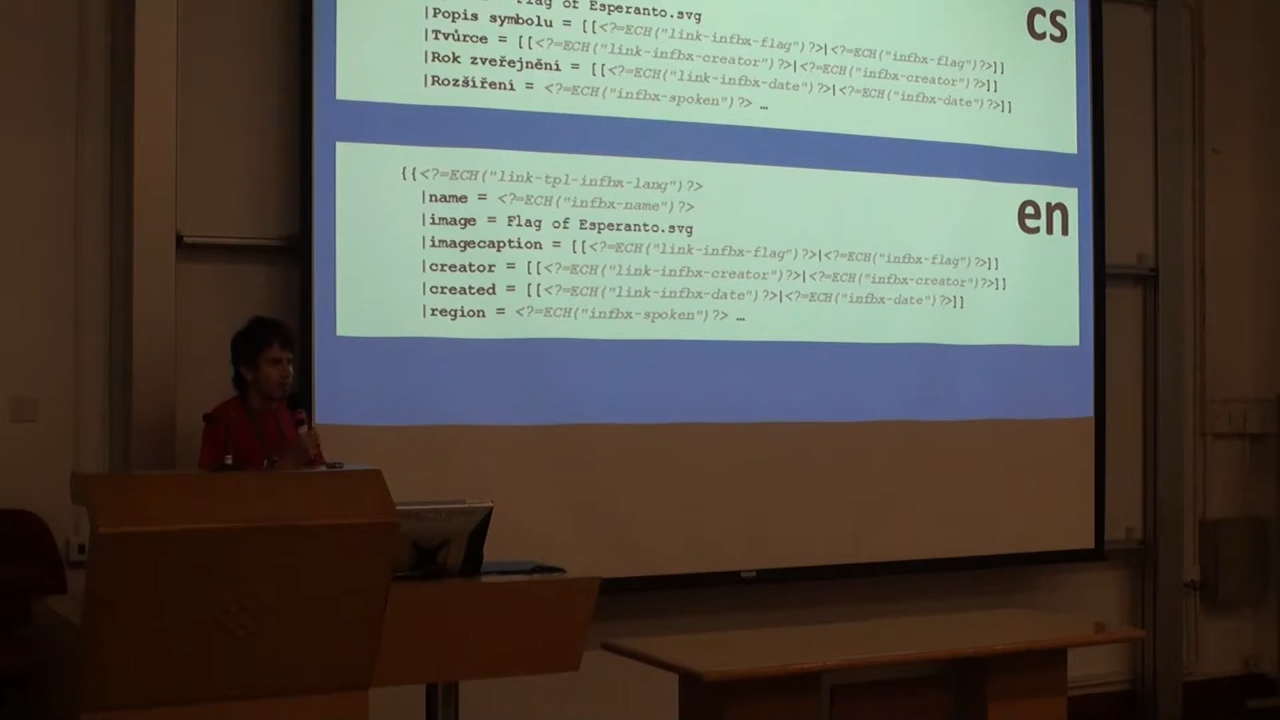 Flag of Esperanto.svg
|Popis symbolu = [[<?=ECH("link-infbx-flag")?>|<?=ECH("infbx-flag")?>]]
|Tvůrce = [[<?=ECH("link-infbx-creator")?>|<?=ECH("infbx-creator")?>]]
|Rok zveřejnění = [[<?=ECH("link-infbx-date")?>|<?=ECH("infbx-date")?>]]
|Rozšíření = <?=ECH("infbx-spoken")?> …
cs
{{<?=ECH("link-tpl-infbx-lang")?>
|name = <?=ECH("infbx-name")?>
|image = Flag of Esperanto.svg
|imagecaption = [[<?=ECH("link-infbx-flag")?>|<?=ECH("infbx-flag")?>]]
|creator = [[<?=ECH("link-infbx-creator")?>|<?=ECH("infbx-creator")?>]]
|created = [[<?=ECH("link-infbx-date")?>|<?=ECH("infbx-date")?>]]
|region = <?=ECH("infbx-spoken")?> …
en